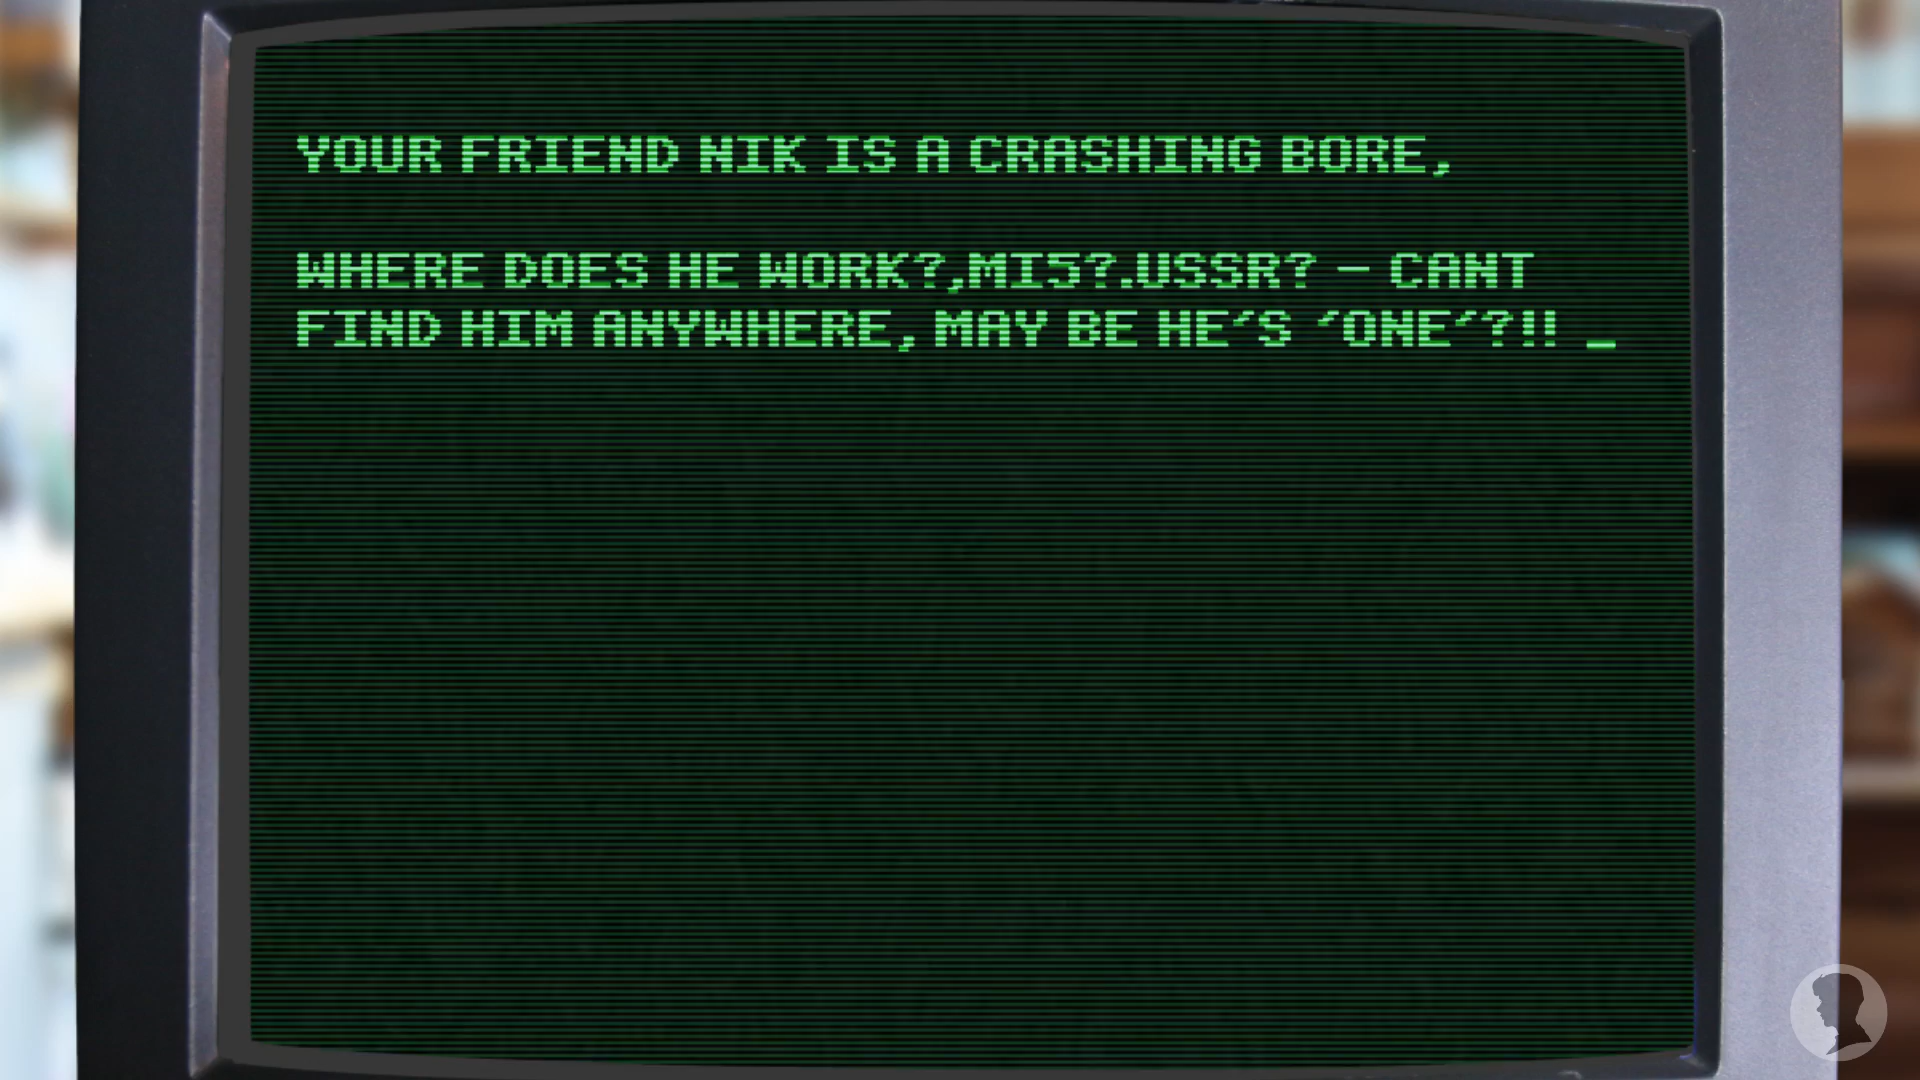 YOUR FRIEND NIK IS A CRASHING BORE,
WHERE DOES HE WORK?,MI5?.USSR? – CANT
FIND HIM ANYWHERE, MAY BE HE´S ´ONE´?!! _